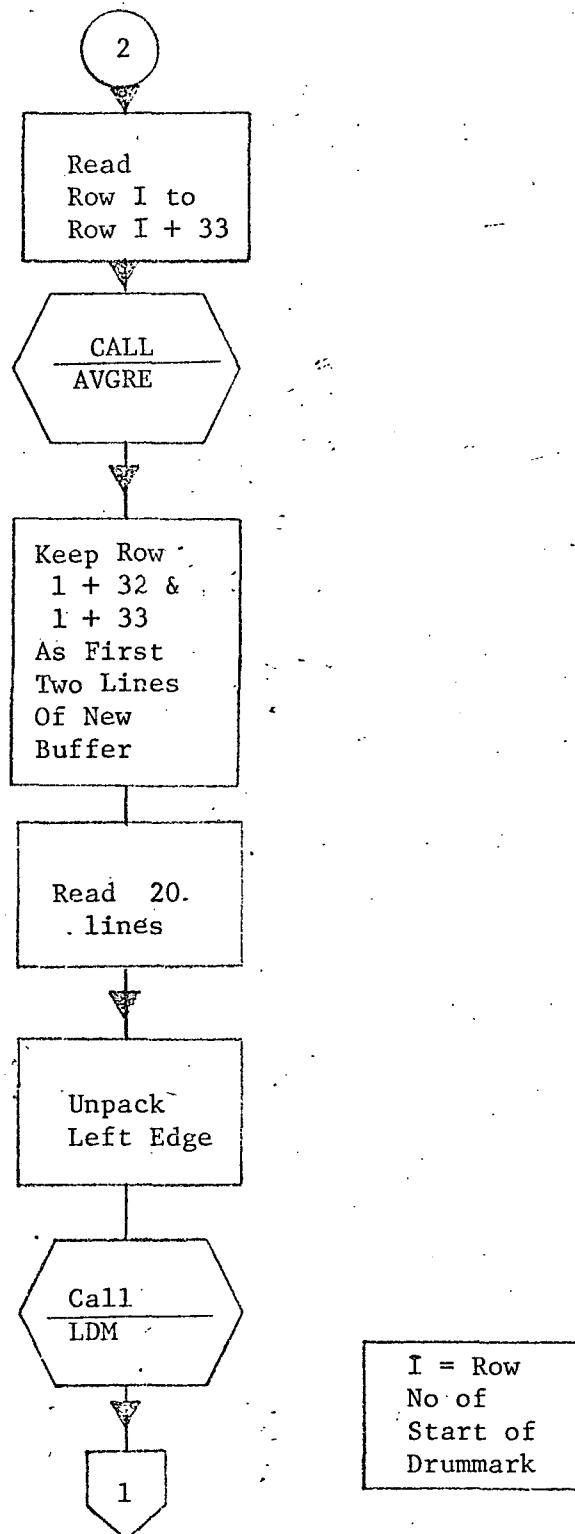 2
Read
Row I to
Row I + 33
CALL
AVGRE
Keep Row
1 + 32 &
1 + 33
As First
Two Lines
Of New
Buffer
Read 20.
lines
Unpack
Left Edge
Call
LDM
1
I = Row
No of
Start of
Drummark